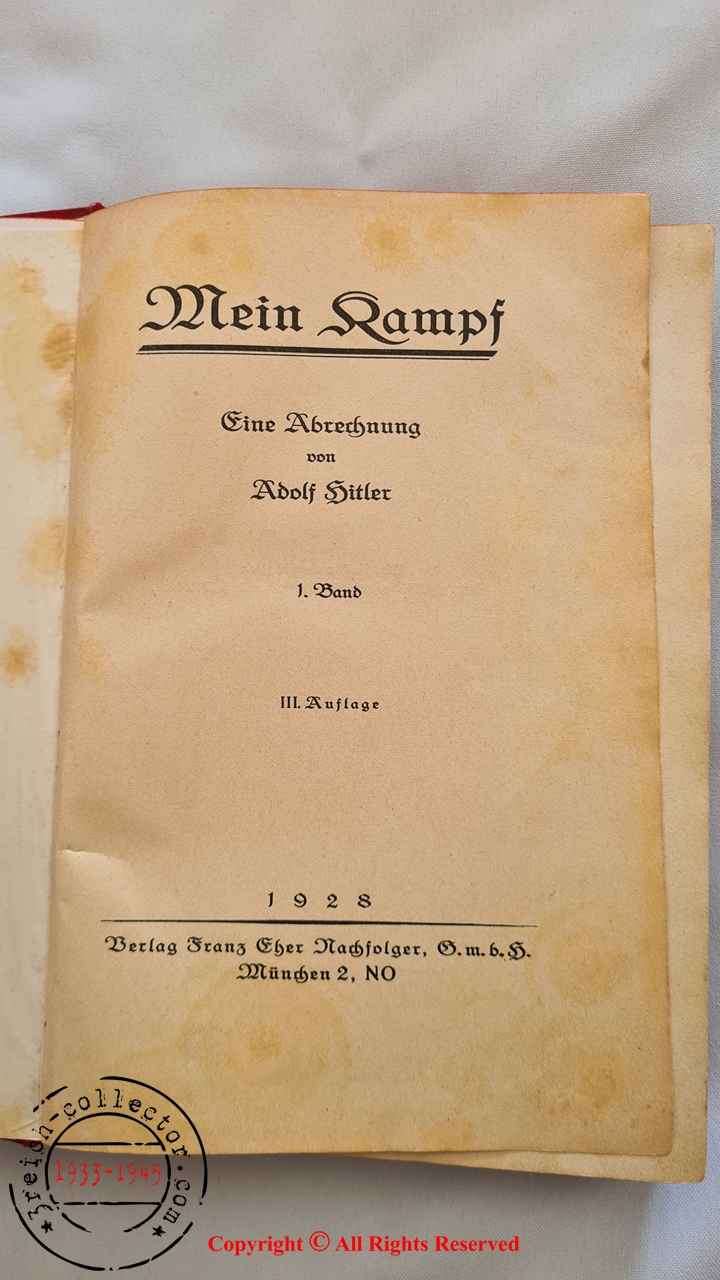 Mein Kampf
Eine Abrechnung
von
Adolf Hitler
1. Band
III. Auflage
1928
Verlag Franz Eher Nachfolger, G.m.b.H.
München 2, NO
3reich-collector.com
1933-1945
Copyright © All Rights Reserved